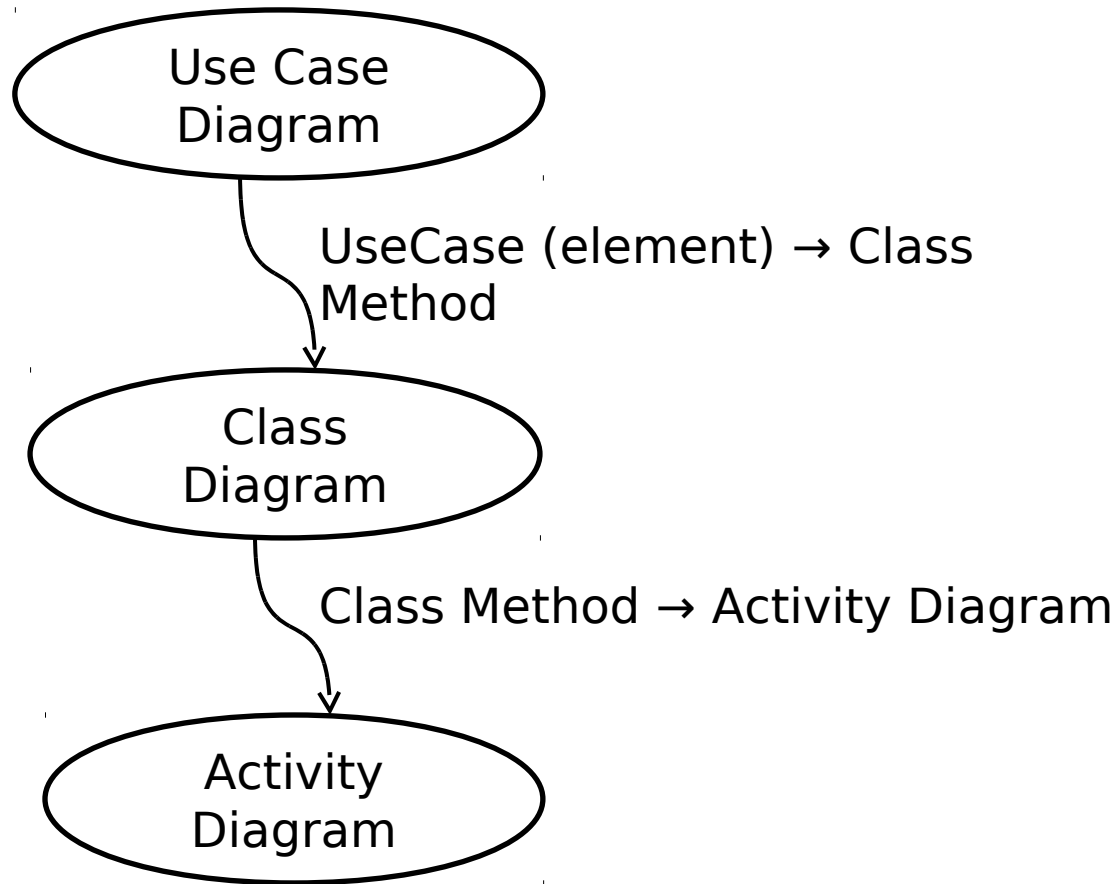 Use Case
Diagram
UseCase (element) → Class
Method
Class
Diagram
Class Method → Activity Diagram
Activity
Diagram